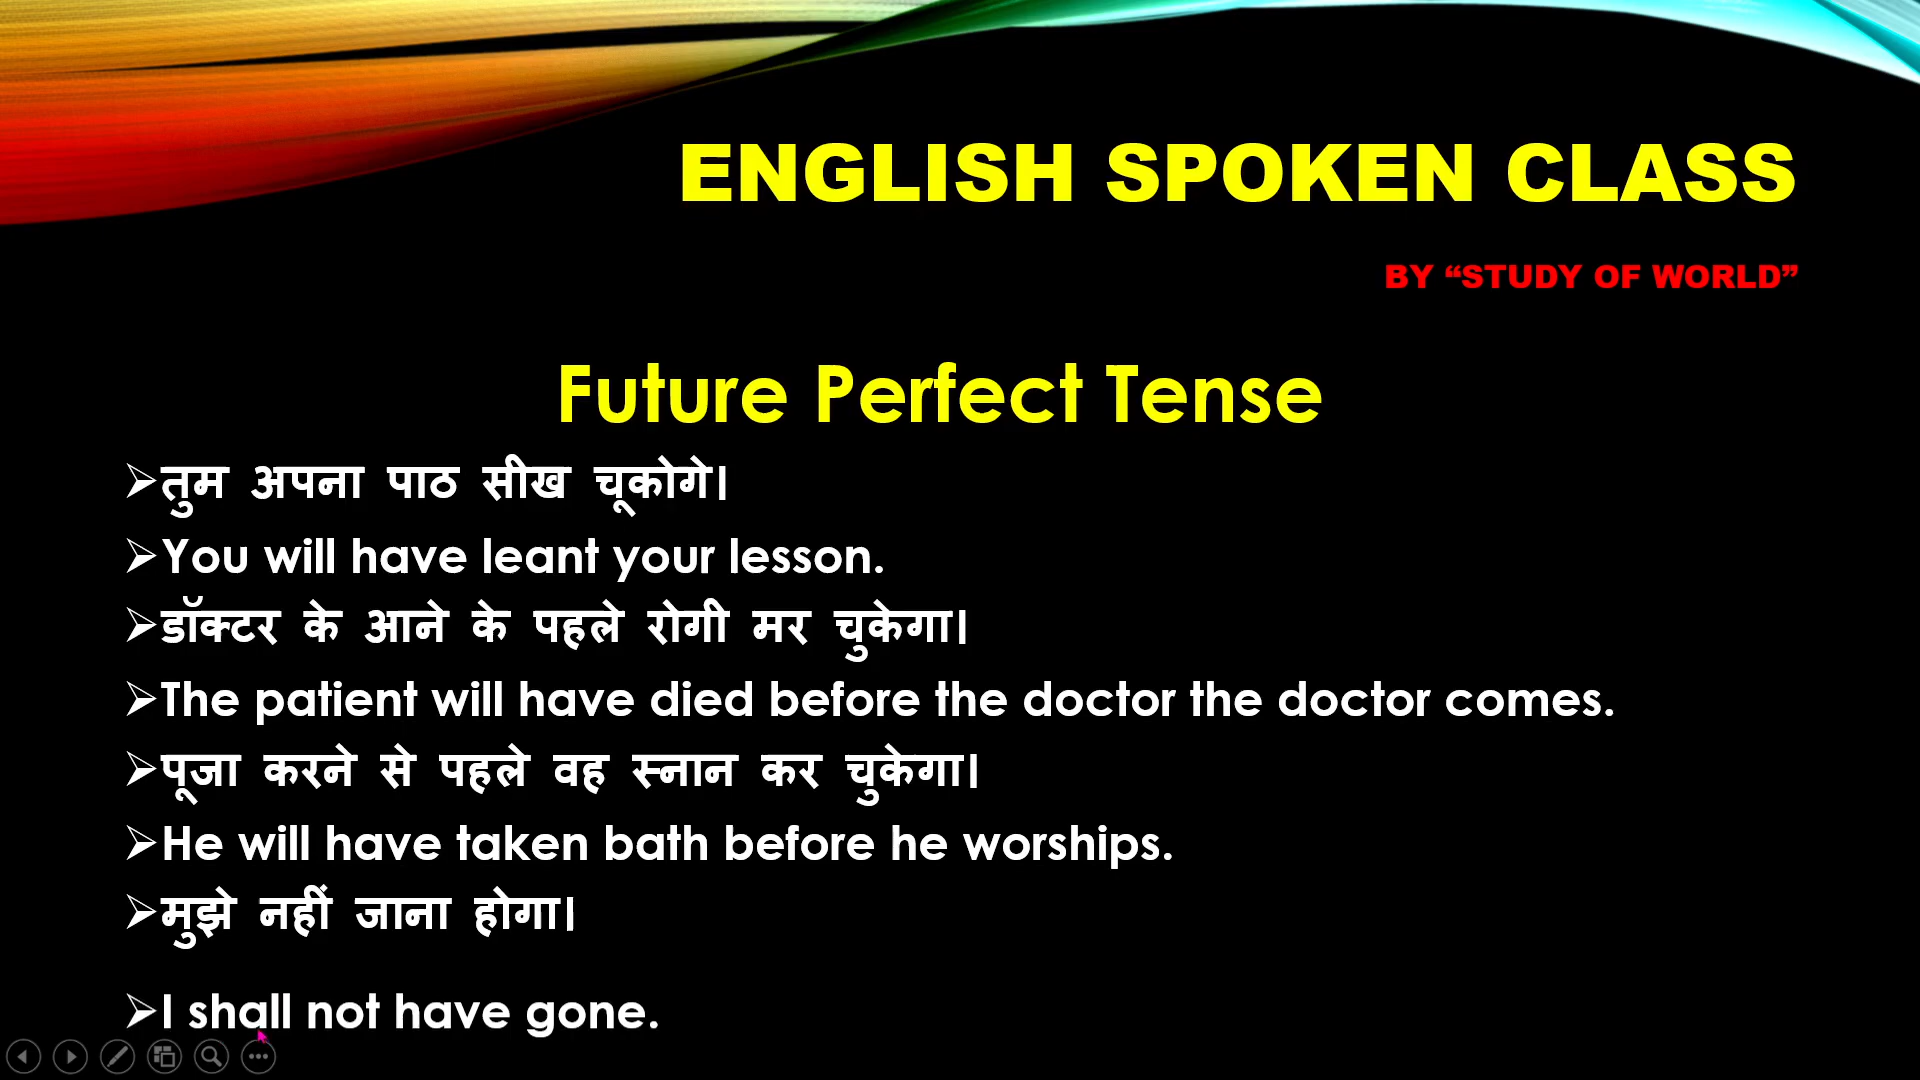 ENGLISH SPOKEN CLASS
BY “STUDY OF WORLD”
Future Perfect Tense
➢तुम अपना पाठ सीख चूकोगे।
➢You will have leant your lesson.
➢डॉक्टर के आने के पहले रोगी मर चुकेगा।
➢The patient will have died before the doctor the doctor comes.
➢पूजा करने से पहले वह स्नान कर चुकेगा।
➢He will have taken bath before he worships.
➢मुझे नहीं जाना होगा।
➢I shall not have gone.